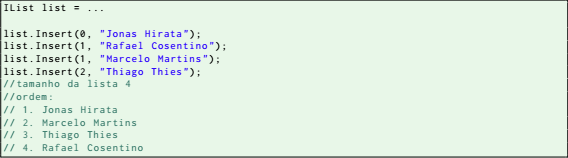 IList list = ...
list.Insert(0, "Jonas Hirata");
list.Insert(1, "Rafael Cosentino");
list.Insert(1, "Marcelo Martins");
list.Insert(2, "Thiago Thies");
//tamanho da lista 4
//ordem:
// 1. Jonas Hirata
// 2. Marcelo Martins
// 3. Thiago Thies
// 4. Rafael Cosentino